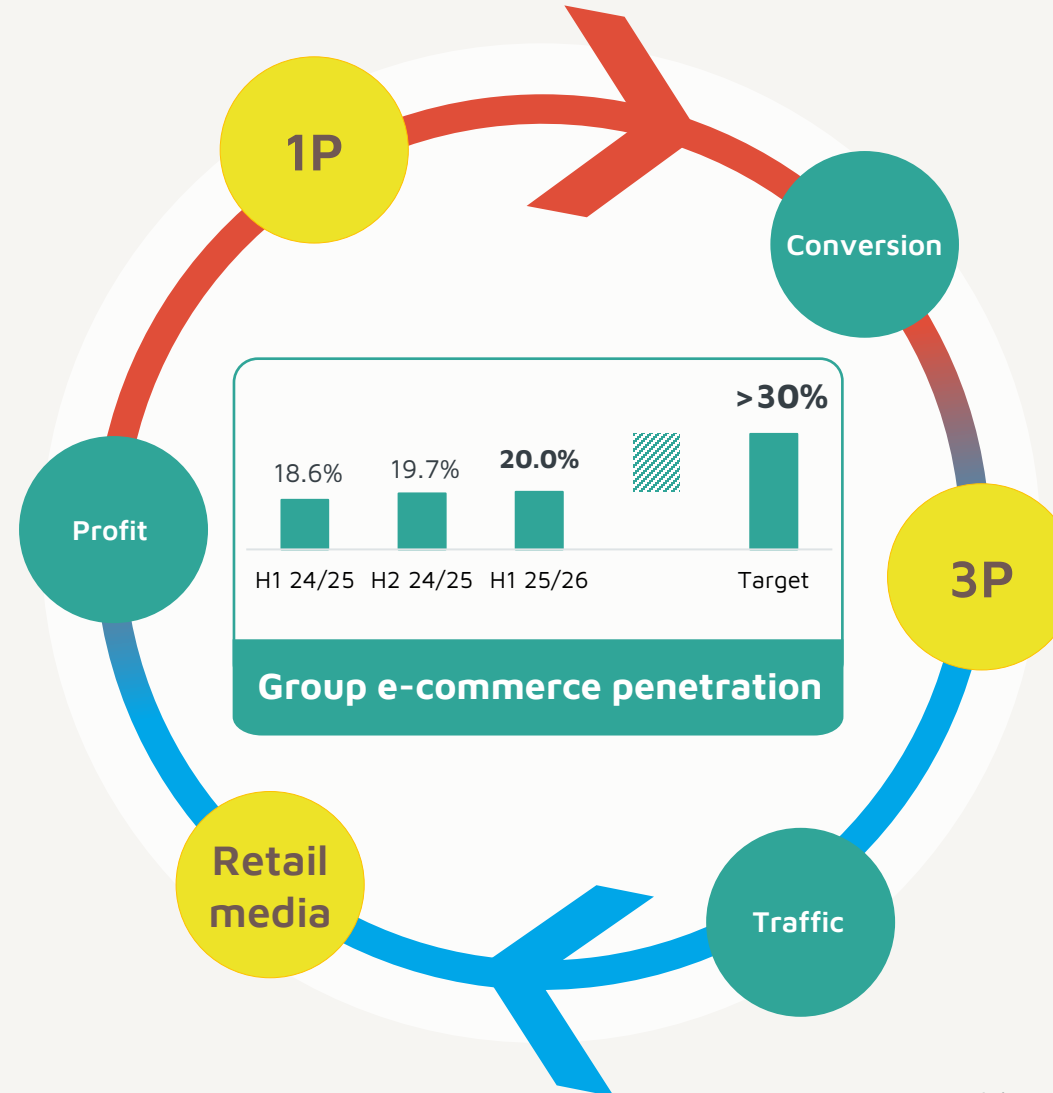 1P
Conversion
>30%
18.6%
19.7%
20.0%
Profit
H1 24/25 H2 24/25 H1 25/26
Target
3P
Group e-commerce penetration
Retail
media
Traffic